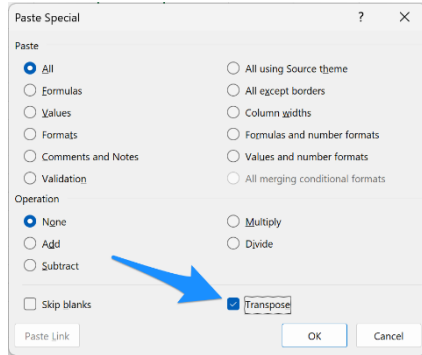 Paste Special ? X
Paste
All All using Source theme
Formulas All except borders
Values Column widths
Formats Formulas and number formats
Comments and Notes Values and number formats
Validation All merging conditional formats
Operation
None Multiply
Add Divide
Subtract
Skip blanks Transpose
Paste Link OK Cancel